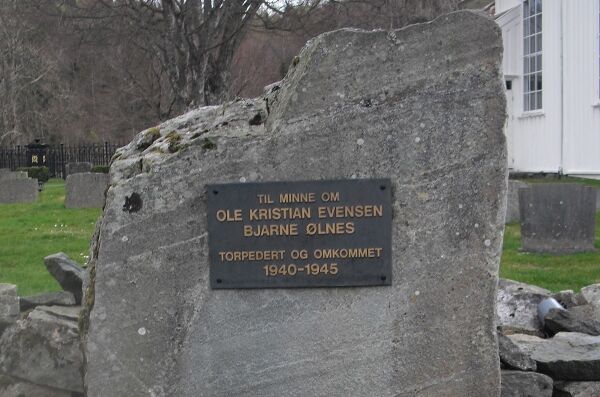 TIL MINNE OM
OLE KRISTIAN EVENSEN
BJARNE ØLNES
TORPEDERT OG OMKOMMET
1940-1945